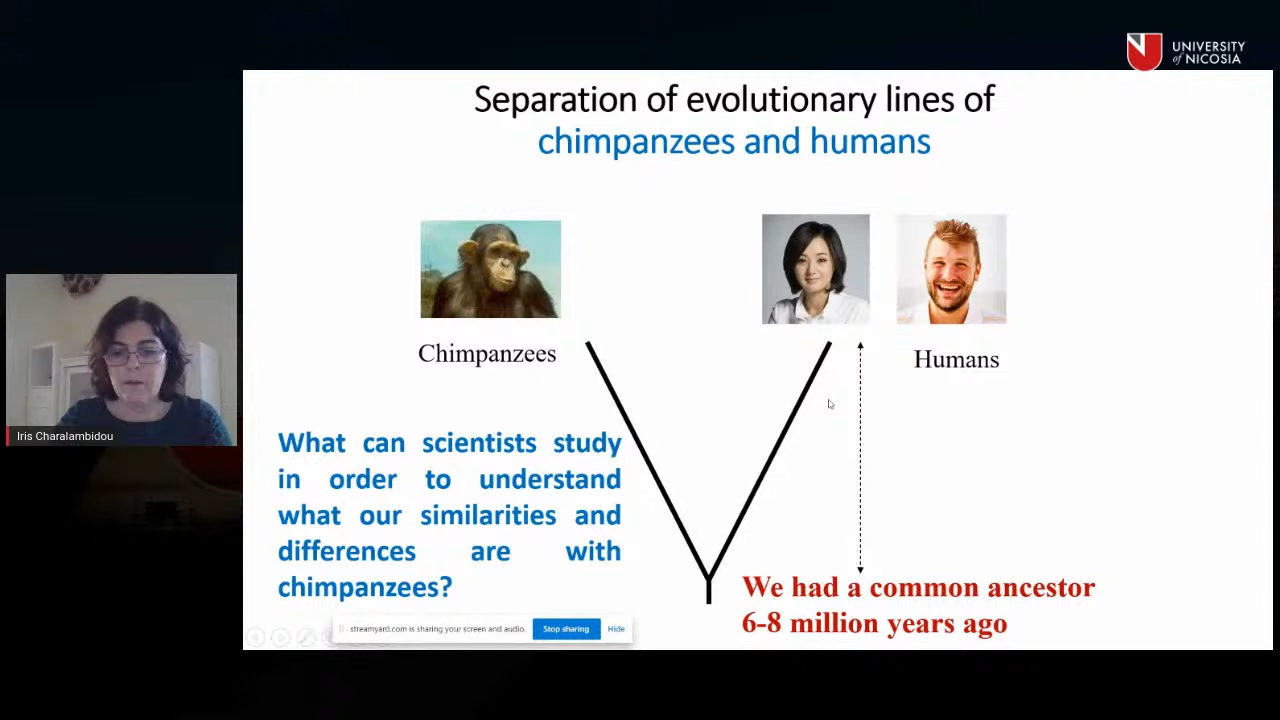 UNIVERSITY
of NICOSIA
Separation of evolutionary lines of
chimpanzees and humans
Chimpanzees
Humans
Iris Charalambidou
What can scientists study
in order to understand
what our similarities and
differences are with
chimpanzees?
We had a common ancestor
6-8 million years ago
streamyard.com is sharing your screen and audio.
Stop sharing
Hide